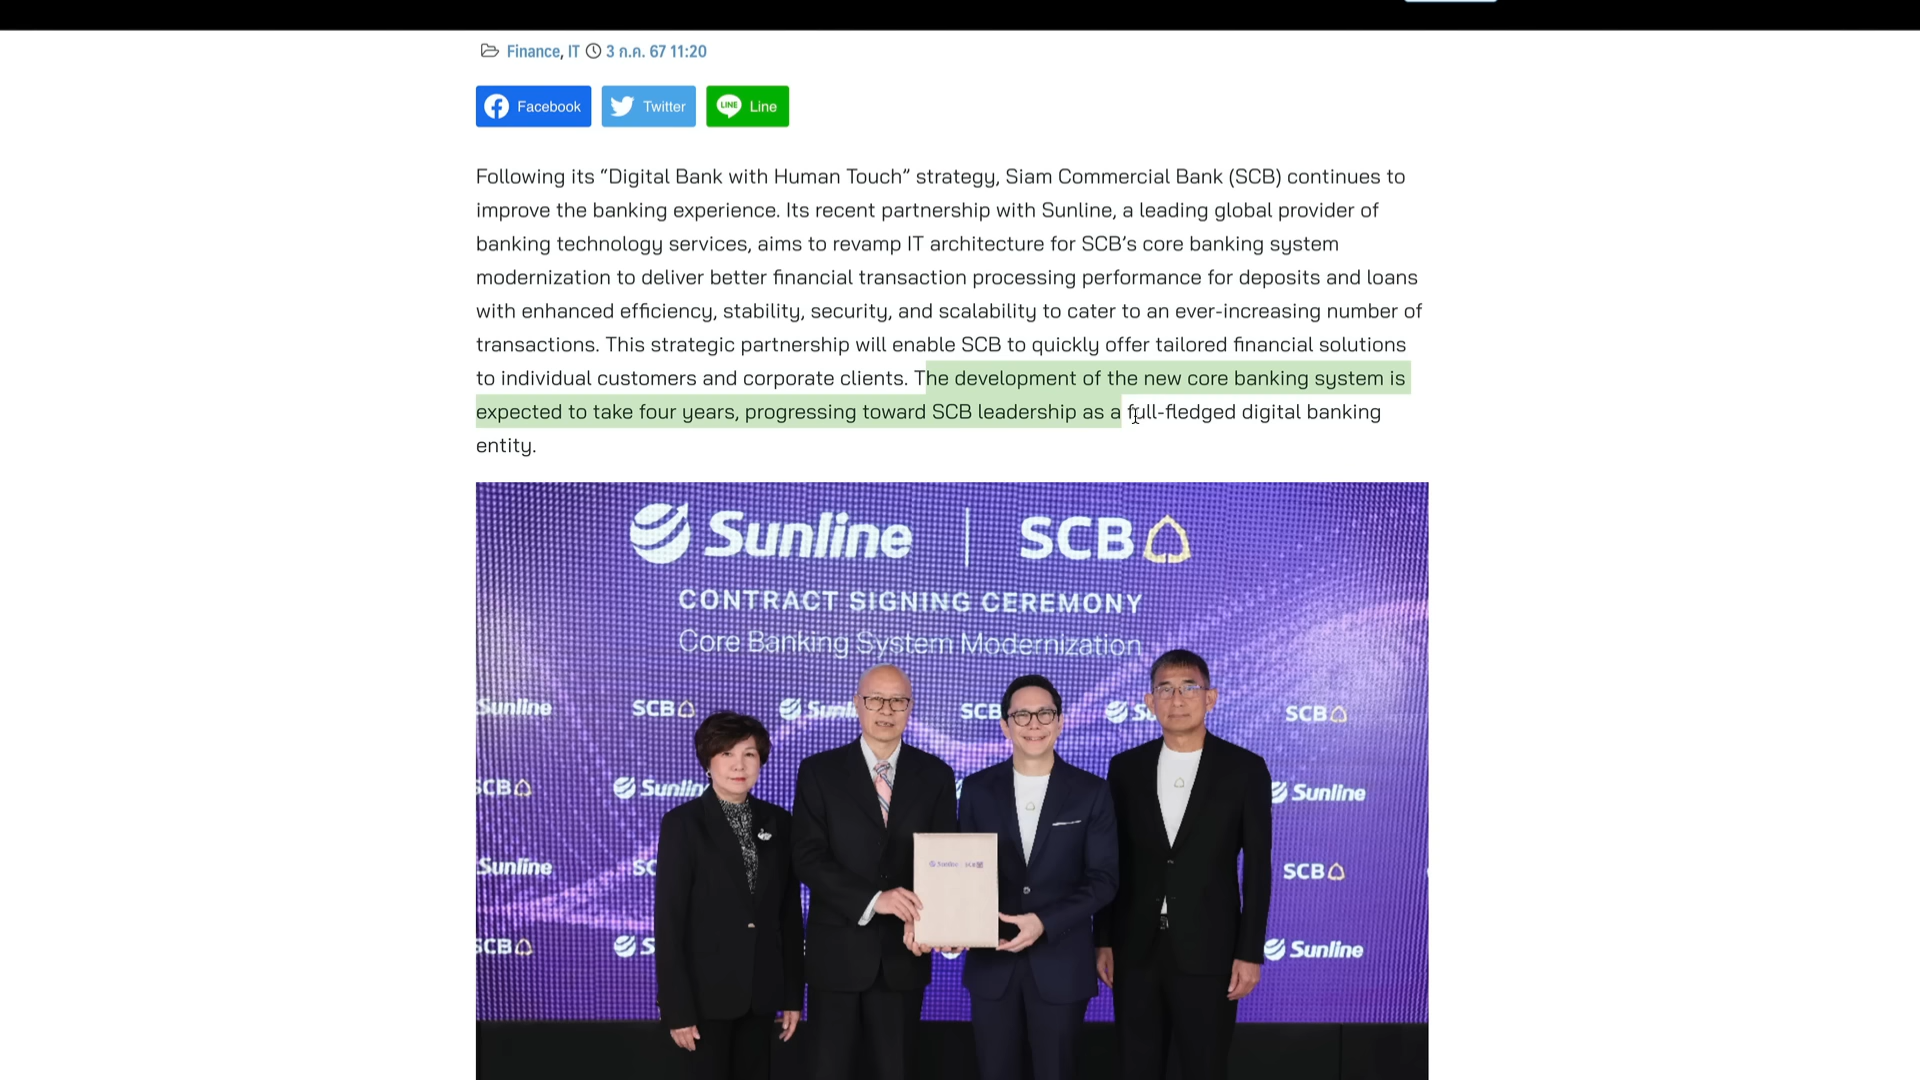 Finance, IT 3 ก.ค. 67 11:20
Facebook Twitter LINE Line
Following its “Digital Bank with Human Touch” strategy, Siam Commercial Bank (SCB) continues to
improve the banking experience. Its recent partnership with Sunline, a leading global provider of
banking technology services, aims to revamp IT architecture for SCB’s core banking system
modernization to deliver better financial transaction processing performance for deposits and loans
with enhanced efficiency, stability, security, and scalability to cater to an ever-increasing number of
transactions. This strategic partnership will enable SCB to quickly offer tailored financial solutions
to individual customers and corporate clients. The development of the new core banking system is
expected to take four years, progressing toward SCB leadership as a full-fledged digital banking
entity.
Sunline | SCB
CONTRACT SIGNING CEREMONY
Core Banking System Modernization
Sunline SCB Sunl SCB S SCB
SCB Sunlin Sunline
Sunline SC SCB
Sunline SCB
SCB S Sunline